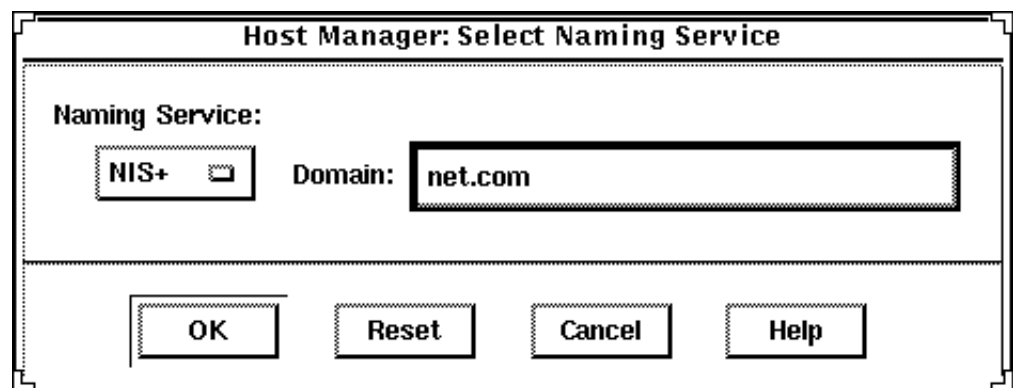 Host Manager: Select Naming Service
Naming Service:
NIS+ Domain: net.com
OK Reset Cancel Help